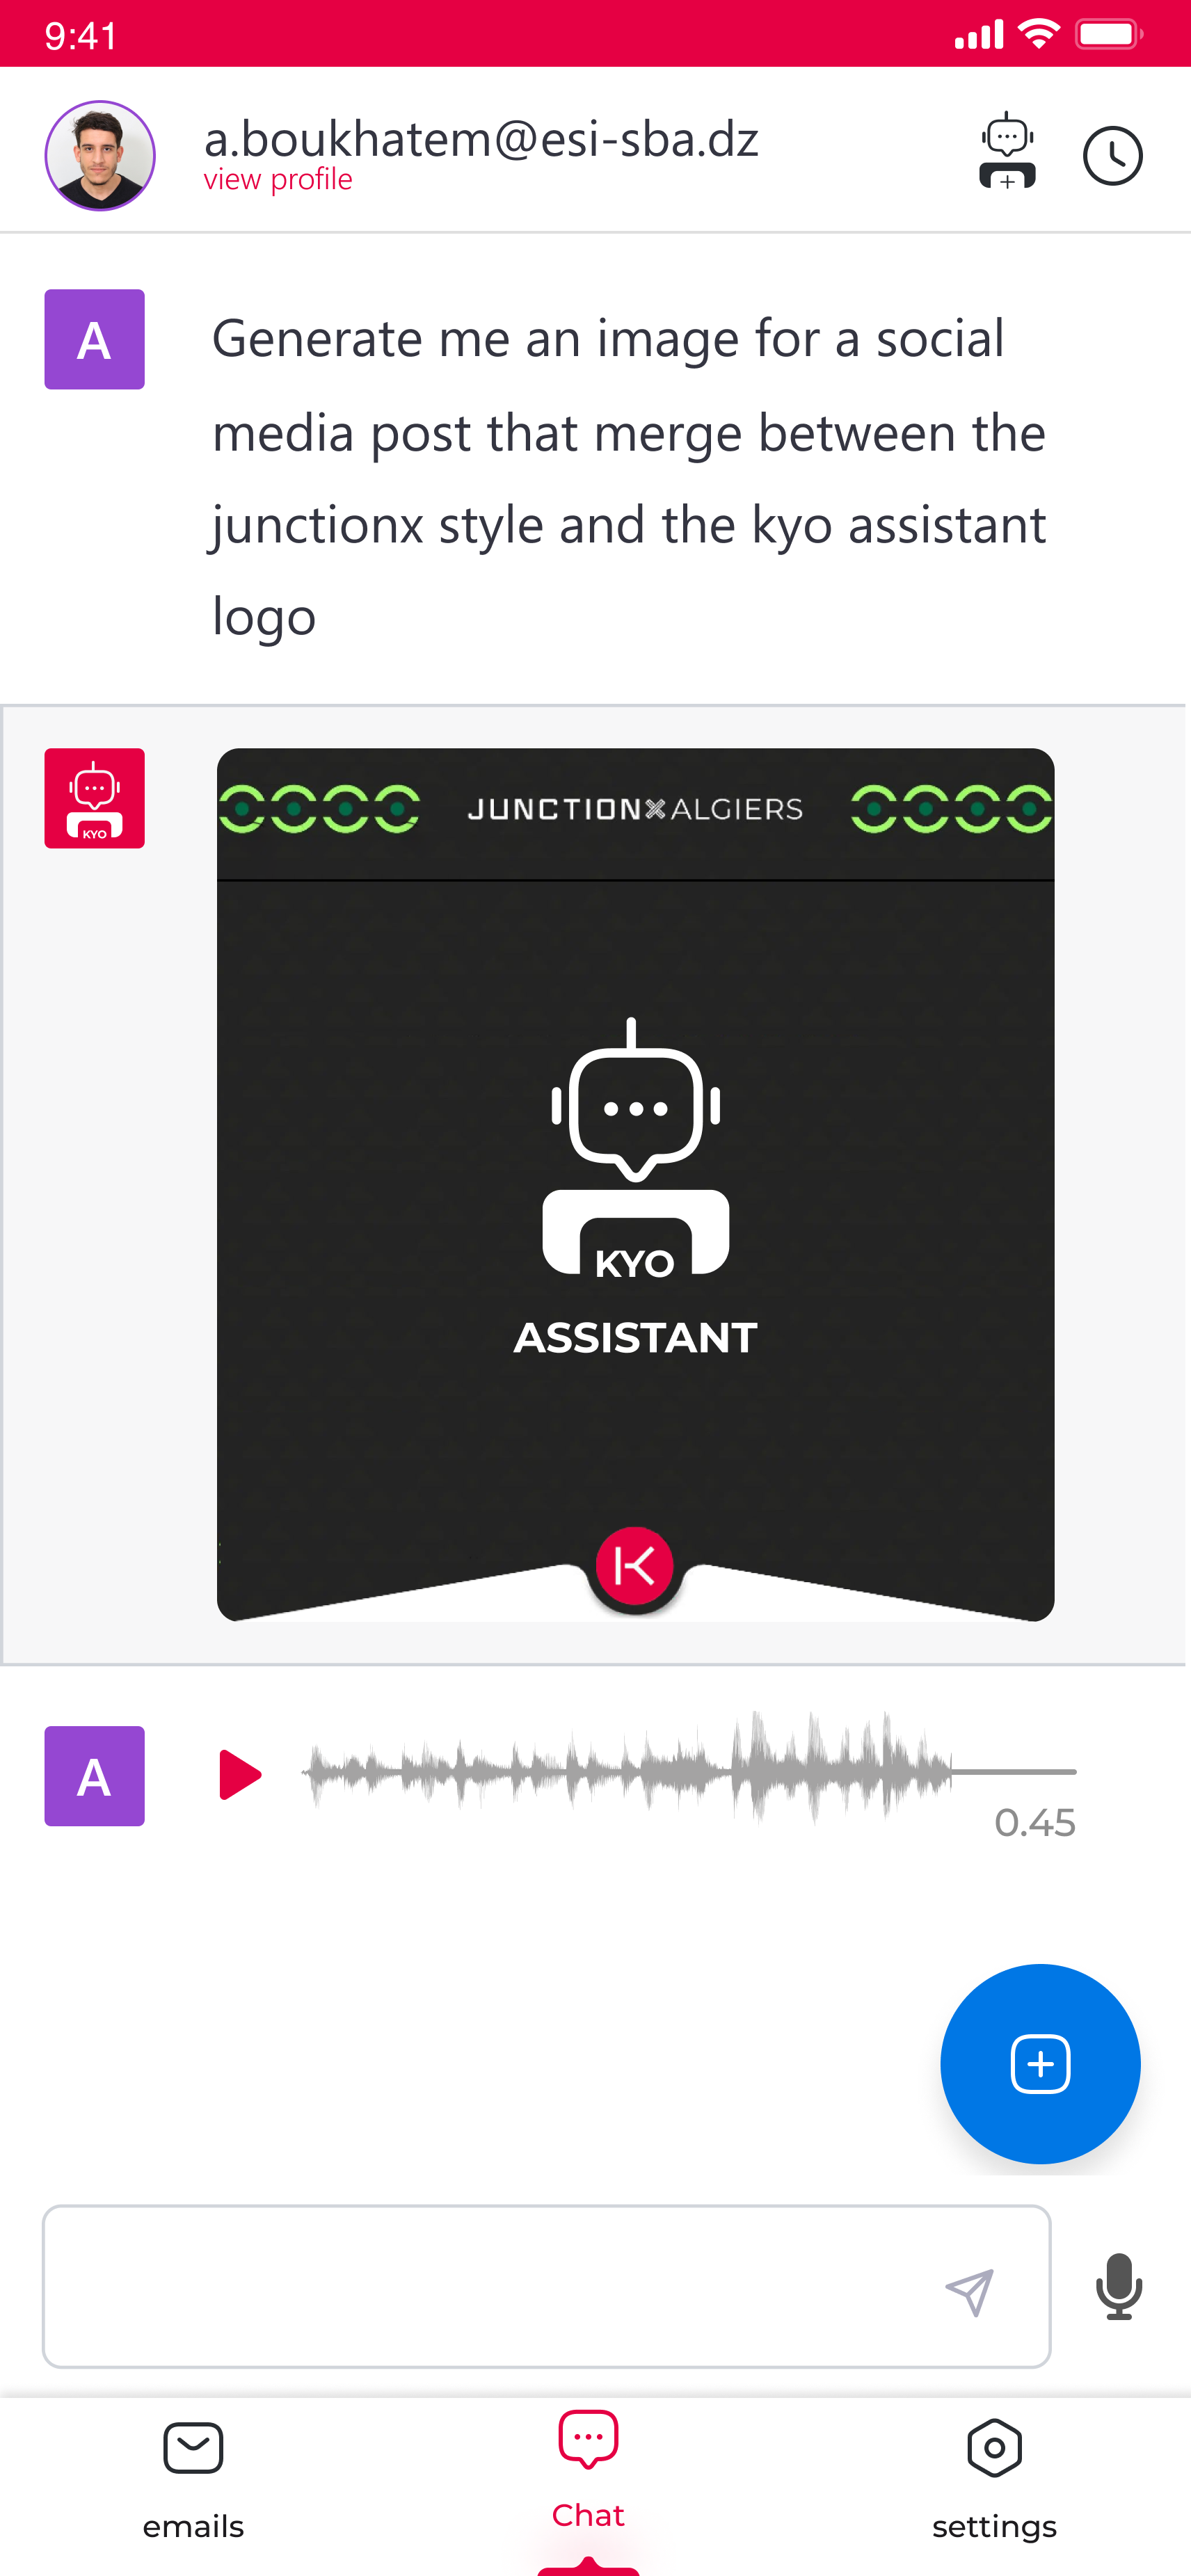 9:41
a.boukhatem@esi-sba.dz
view profile
A
Generate me an image for a social
media post that merge between the
junctionx style and the kyo assistant
logo
KYO
JUNCTIONXALGIERS
KYO
ASSISTANT
K
A
0.45
emails
Chat
settings